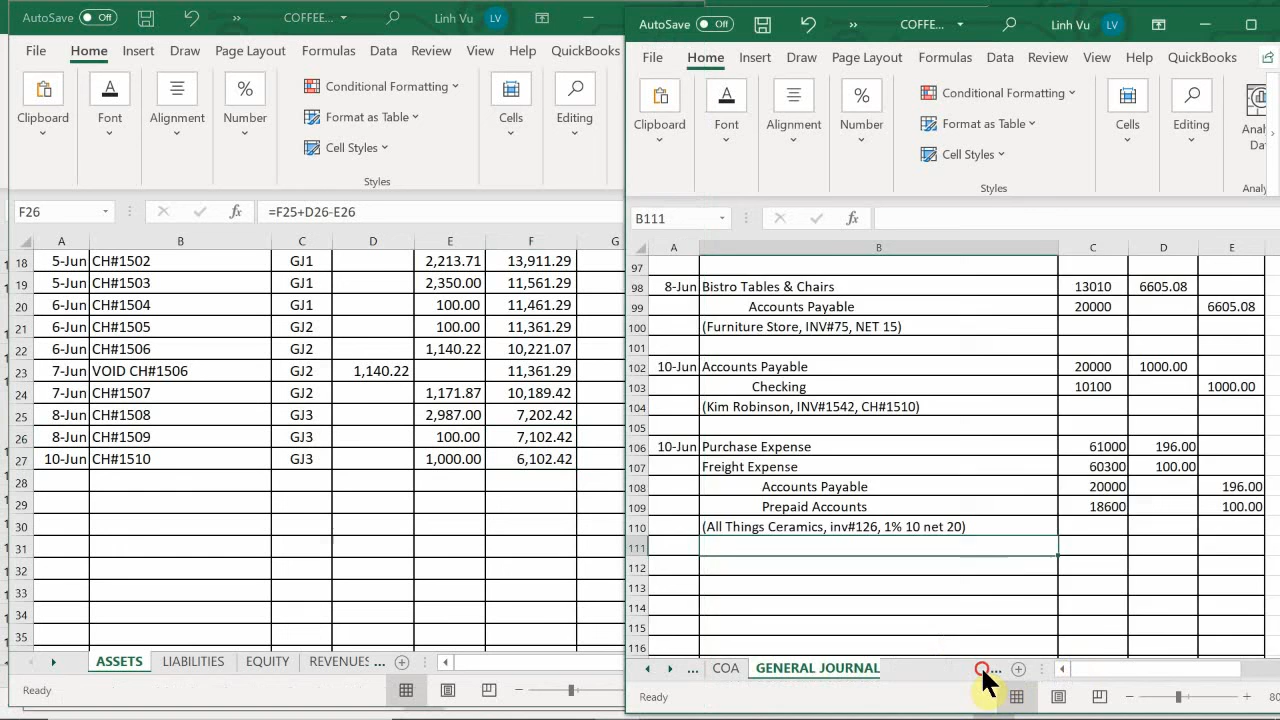 AutoSave Off COFFEE... Linh Vu LV
File Home Insert Draw Page Layout Formulas Data Review View Help QuickBooks
Clipboard Font Alignment Number Conditional Formatting Format as Table Cell Styles Cells Editing
Styles
F26 =F25+D26-E26
A B C D E F G
18 5-Jun CH#1502 GJ1 2,213.71 13,911.29
19 5-Jun CH#1503 GJ1 2,350.00 11,561.29
20 6-Jun CH#1504 GJ1 100.00 11,461.29
21 6-Jun CH#1505 GJ2 100.00 11,361.29
22 6-Jun CH#1506 GJ2 1,140.22 10,221.07
23 7-Jun VOID CH#1506 GJ2 1,140.22 11,361.29
24 7-Jun CH#1507 GJ2 1,171.87 10,189.42
25 8-Jun CH#1508 GJ3 2,987.00 7,202.42
26 8-Jun CH#1509 GJ3 100.00 7,102.42
27 10-Jun CH#1510 GJ3 1,000.00 6,102.42
28
29
30
31
32
33
34
35
ASSETS LIABILITIES EQUITY REVENUES ...
Ready
AutoSave Off COFFE... Linh Vu LV
File Home Insert Draw Page Layout Formulas Data Review View Help QuickBooks
Clipboard Font Alignment Number Conditional Formatting Format as Table Cell Styles Cells Editing
Styles
B111
A B C D E
97
98 8-Jun Bistro Tables & Chairs 13010 6605.08
99 Accounts Payable 20000 6605.08
100 (Furniture Store, INV#75, NET 15)
101
102 10-Jun Accounts Payable 20000 1000.00
103 Checking 10100 1000.00
104 (Kim Robinson, INV#1542, CH#1510)
105
106 10-Jun Purchase Expense 61000 196.00
107 Freight Expense 60300 100.00
108 Accounts Payable 20000 196.00
109 Prepaid Accounts 18600 100.00
110 (All Things Ceramics, inv#126, 1% 10 net 20)
111
112
113
114
115
116
... COA GENERAL JOURNAL ...
Ready 80